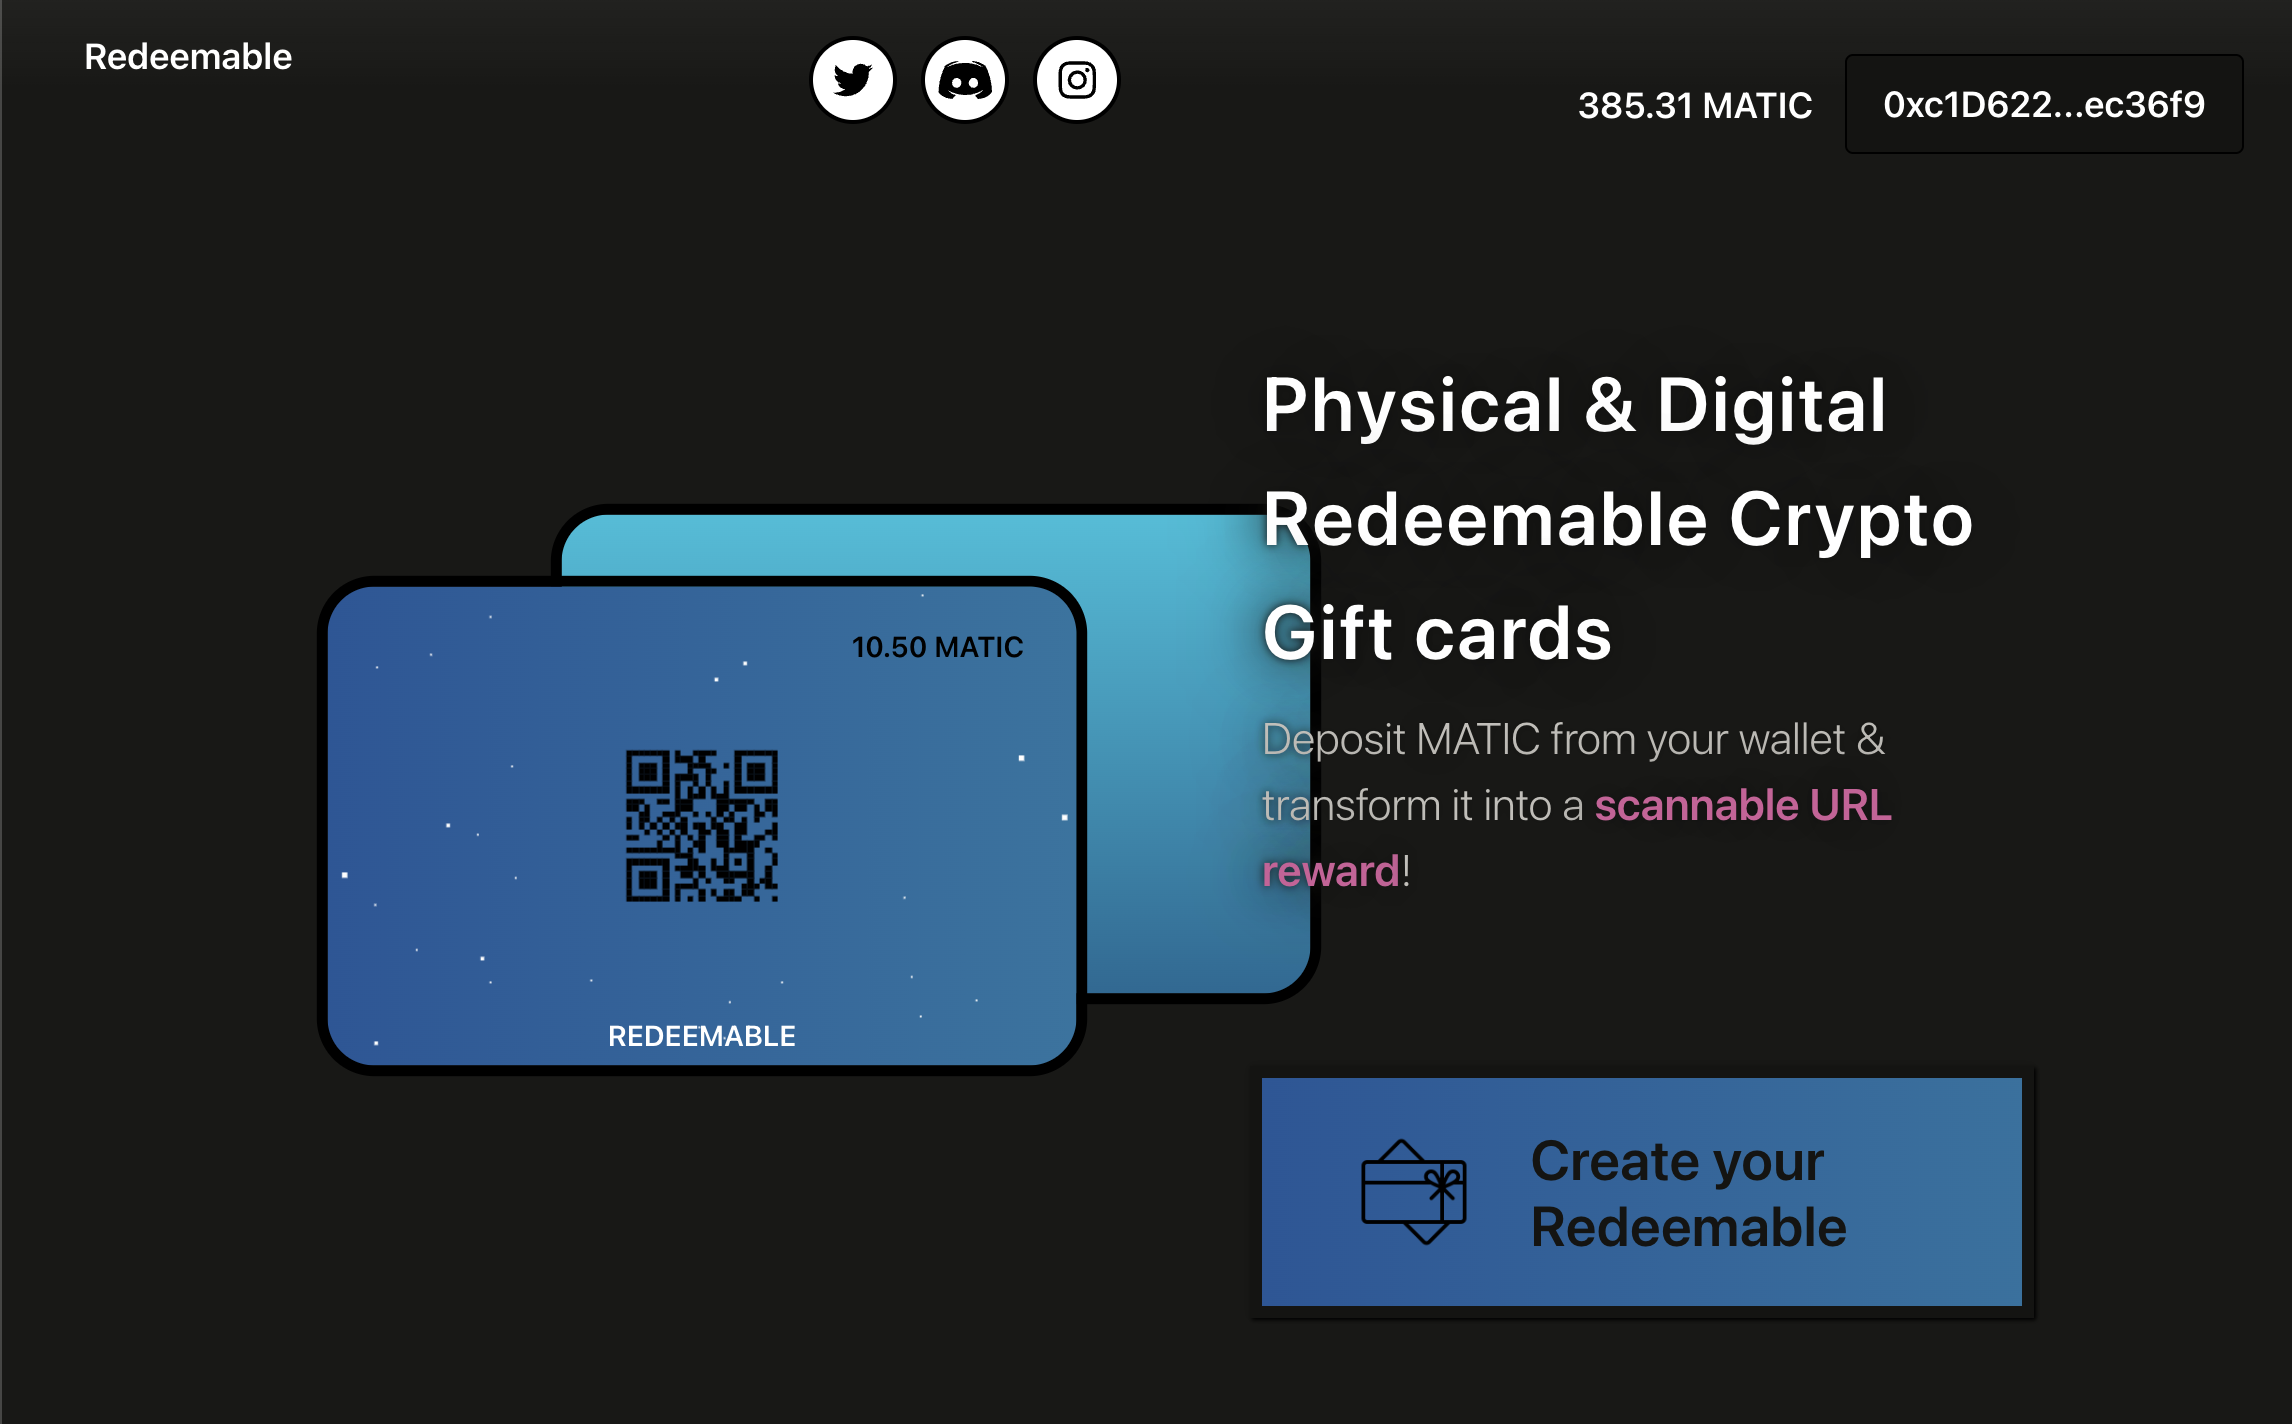 Redeemable
385.31 MATIC
0xc1D622...ec36f9
Physical & Digital
Redeemable Crypto
Gift cards
Deposit MATIC from your wallet &
transform it into a scannable URL
reward!
10.50 MATIC
REDEEMABLE
Create your
Redeemable